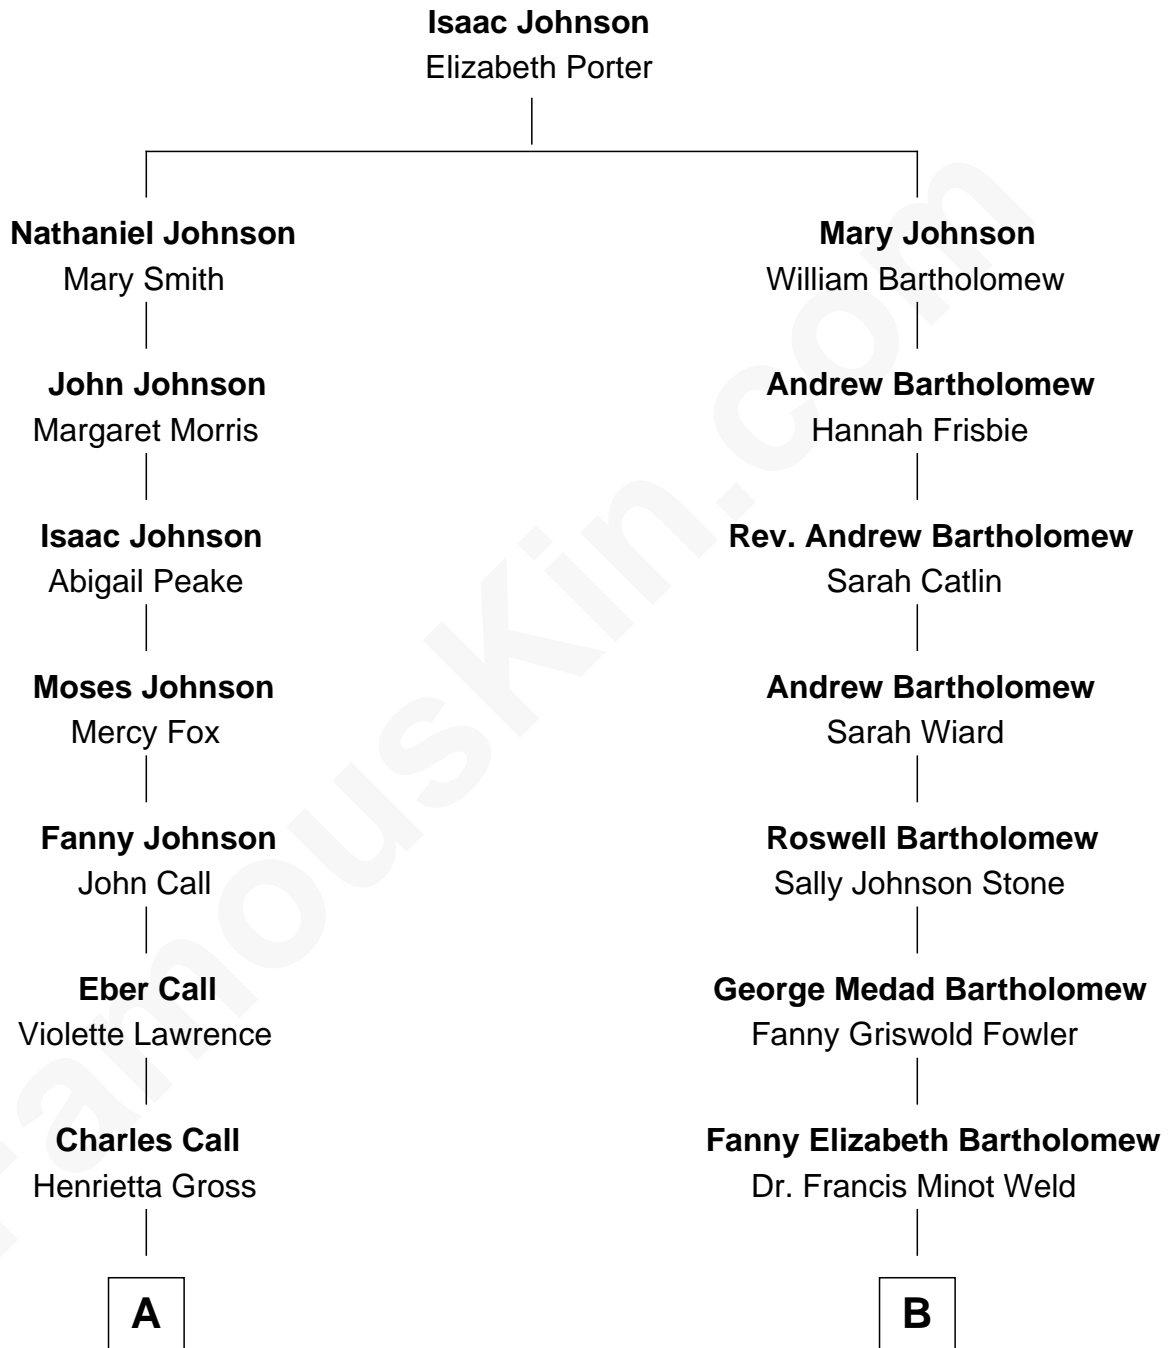 Isaac Johnson
Elizabeth Porter
Nathaniel Johnson
Mary Smith
John Johnson
Margaret Morris
Isaac Johnson
Abigail Peake
Moses Johnson
Mercy Fox
Fanny Johnson
John Call
Eber Call
Violette Lawrence
Charles Call
Henrietta Gross
A
Mary Johnson
William Bartholomew
Andrew Bartholomew
Hannah Frisbie
Rev. Andrew Bartholomew
Sarah Catlin
Andrew Bartholomew
Sarah Wiard
Roswell Bartholomew
Sally Johnson Stone
George Medad Bartholomew
Fanny Griswold Fowler
Fanny Elizabeth Bartholomew
Dr. Francis Minot Weld
B
FamousKin.com